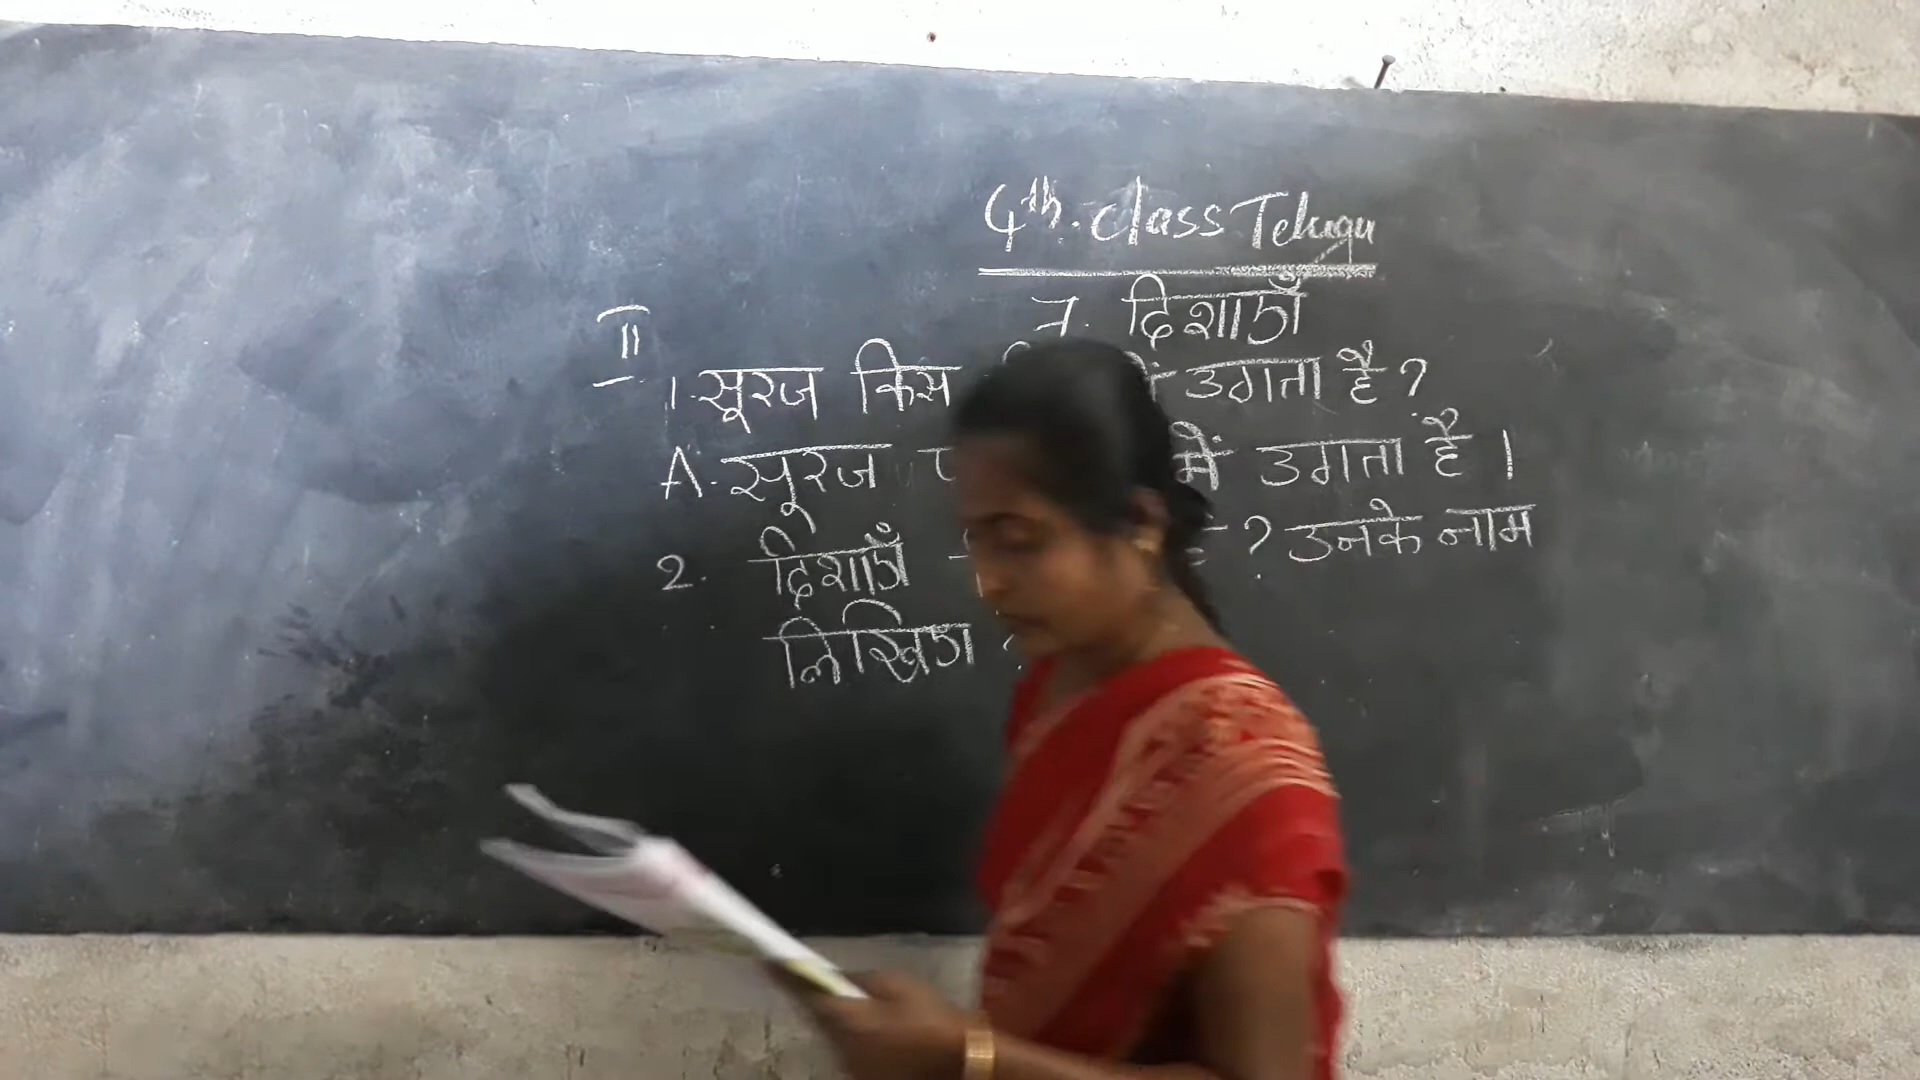 4th. class Telugu
7. दिशाएँ
II
1. सूरज किस में उगता है?
A. सूरज में उगता है।
2. दिशाएँ ? उनके नाम
लिखिए ?